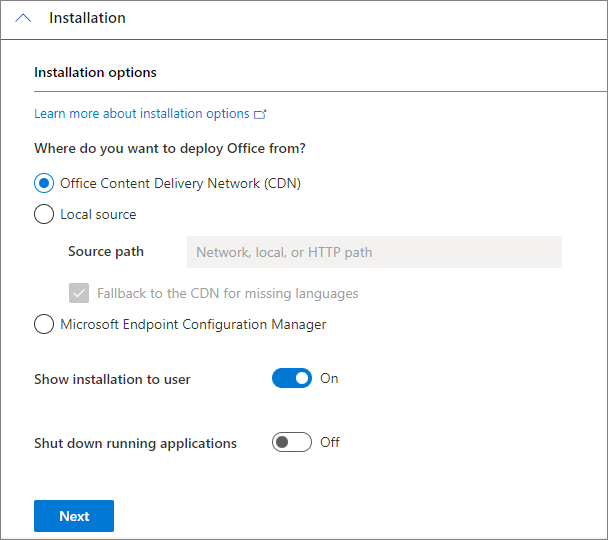 Installation
Installation options
Learn more about installation options
Where do you want to deploy Office from?
Office Content Delivery Network (CDN)
Local source
Source path Network, local, or HTTP path
Fallback to the CDN for missing languages
Microsoft Endpoint Configuration Manager
Show installation to user On
Shut down running applications Off
Next